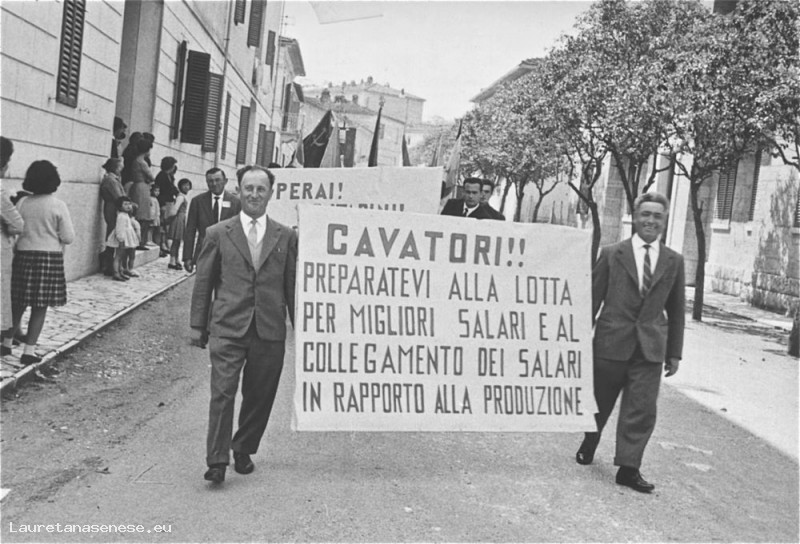 PERAI!
CAVATORI!!
PREPARATEVI ALLA LOTTA
PER MIGLIORI SALARI E AL
COLLEGAMENTO DEI SALARI
IN RAPPORTO ALLA PRODUZIONE
Lauretanasenese.eu